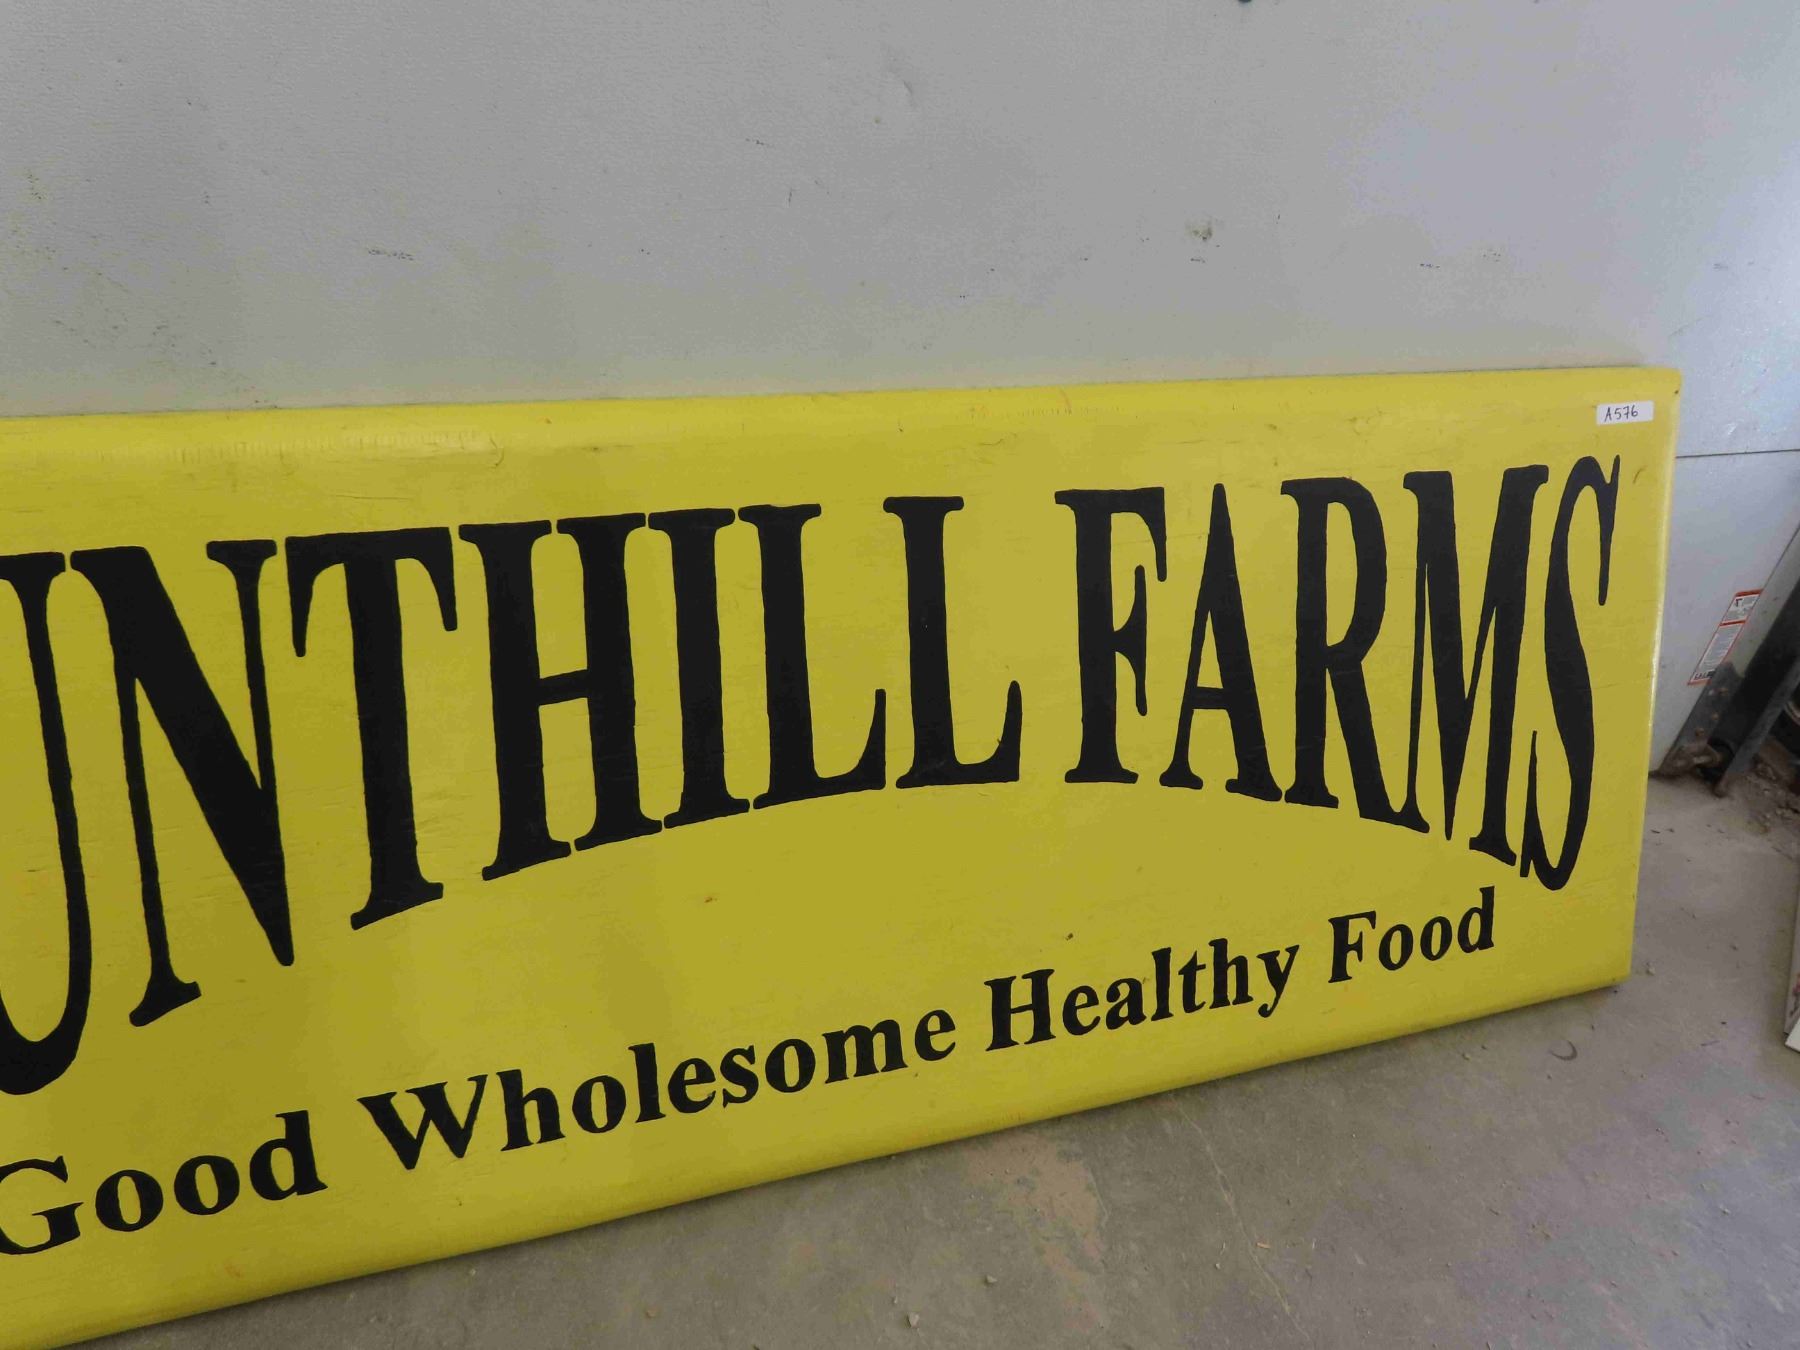 A576
UNTHILL FARMS
Good Wholesome Healthy Food